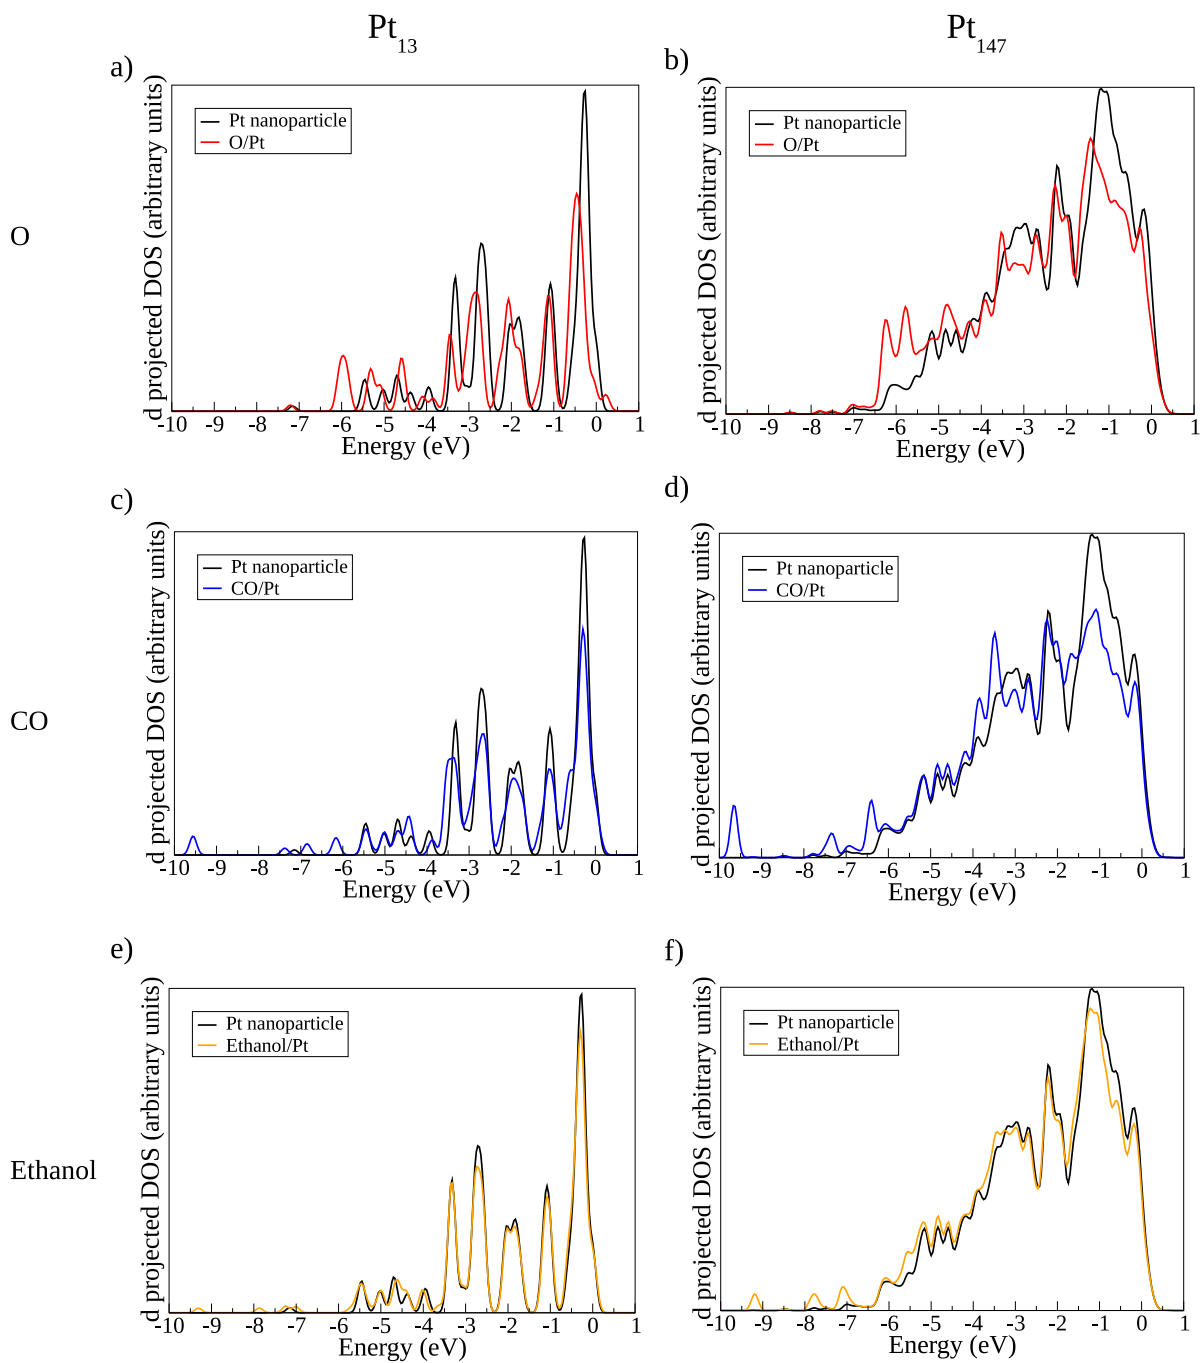 Pt13
Pt147
a)
b)
d projected DOS (arbitrary units)
Pt nanoparticle
O/Pt
-10 -9 -8 -7 -6 -5 -4 -3 -2 -1 0 1
Energy (eV)
d projected DOS (arbitrary units)
Pt nanoparticle
O/Pt
-10 -9 -8 -7 -6 -5 -4 -3 -2 -1 0 1
Energy (eV)
O
c)
d)
d projected DOS (arbitrary units)
Pt nanoparticle
CO/Pt
-10 -9 -8 -7 -6 -5 -4 -3 -2 -1 0 1
Energy (eV)
d projected DOS (arbitrary units)
Pt nanoparticle
CO/Pt
-10 -9 -8 -7 -6 -5 -4 -3 -2 -1 0 1
Energy (eV)
CO
e)
f)
d projected DOS (arbitrary units)
Pt nanoparticle
Ethanol/Pt
-10 -9 -8 -7 -6 -5 -4 -3 -2 -1 0 1
Energy (eV)
d projected DOS (arbitrary units)
Pt nanoparticle
Ethanol/Pt
-10 -9 -8 -7 -6 -5 -4 -3 -2 -1 0 1
Energy (eV)
Ethanol